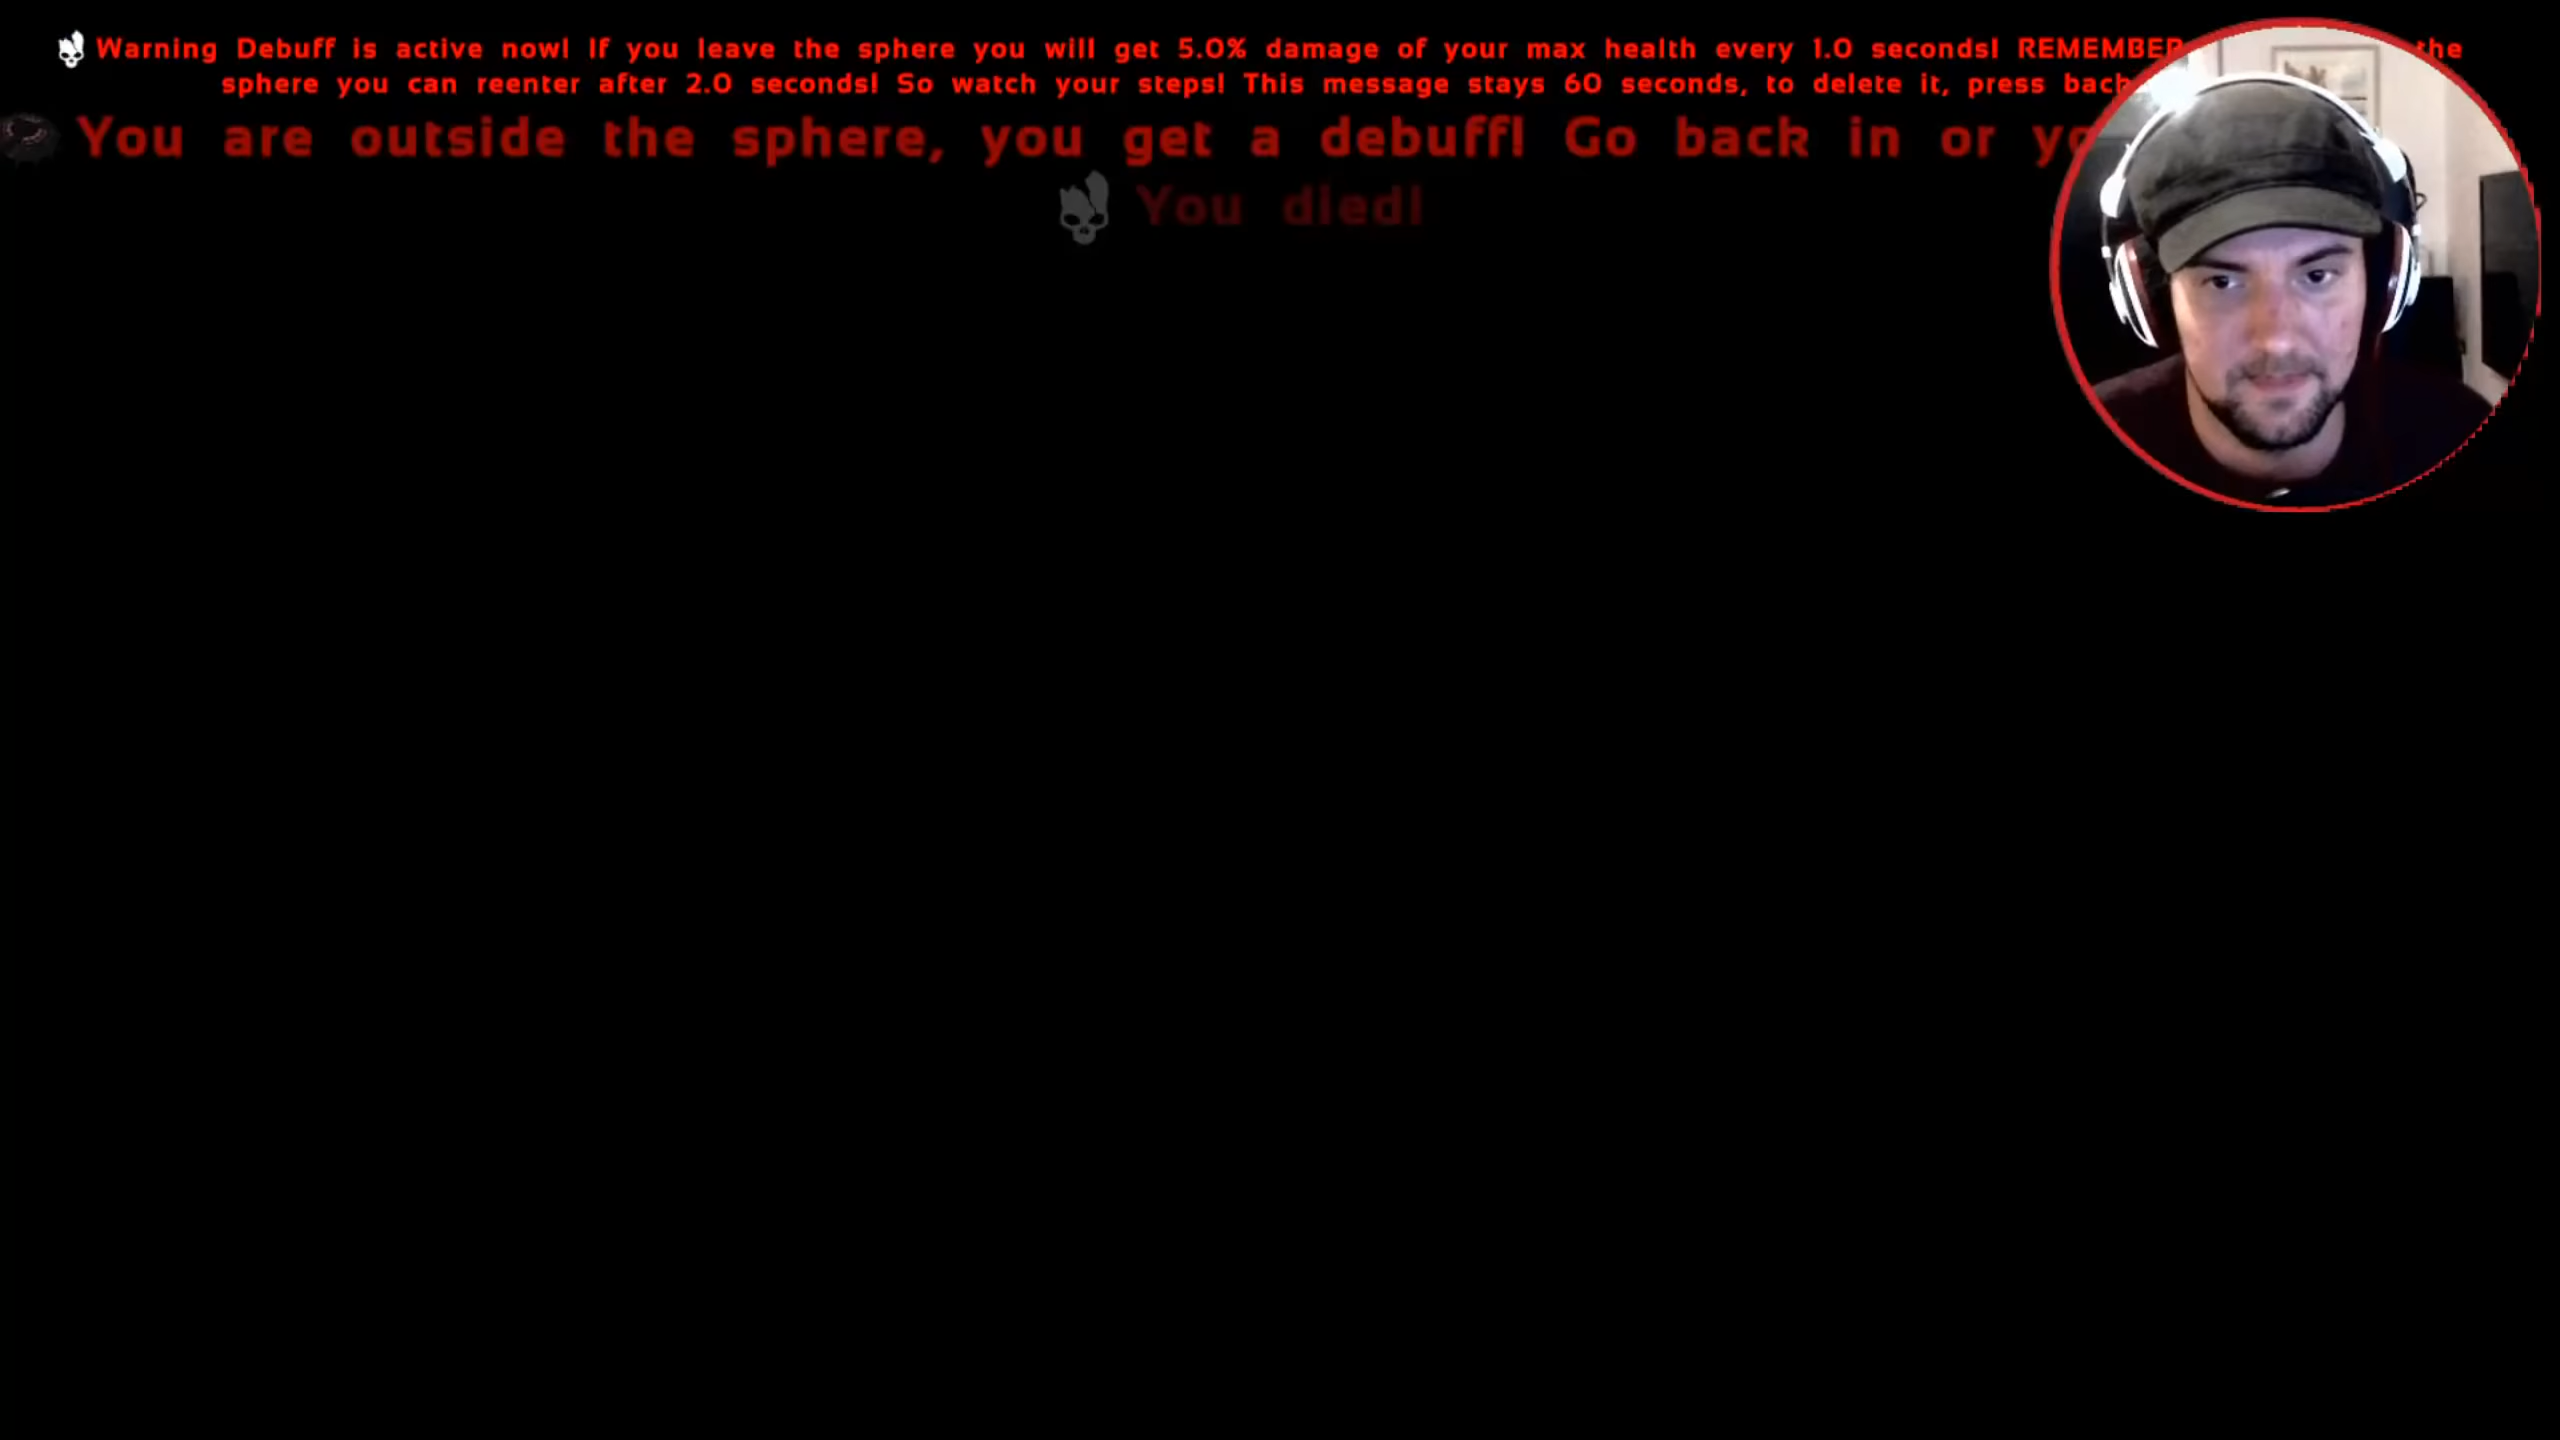 Warning Debuff is active now! If you leave the sphere you will get 5.0% damage of your max health every 1.0 seconds! REMEMBER the
sphere you can reenter after 2.0 seconds! So watch your steps! This message stays 60 seconds, to delete it, press
You are outside the sphere, you get a debuff! Go back in or
You died!